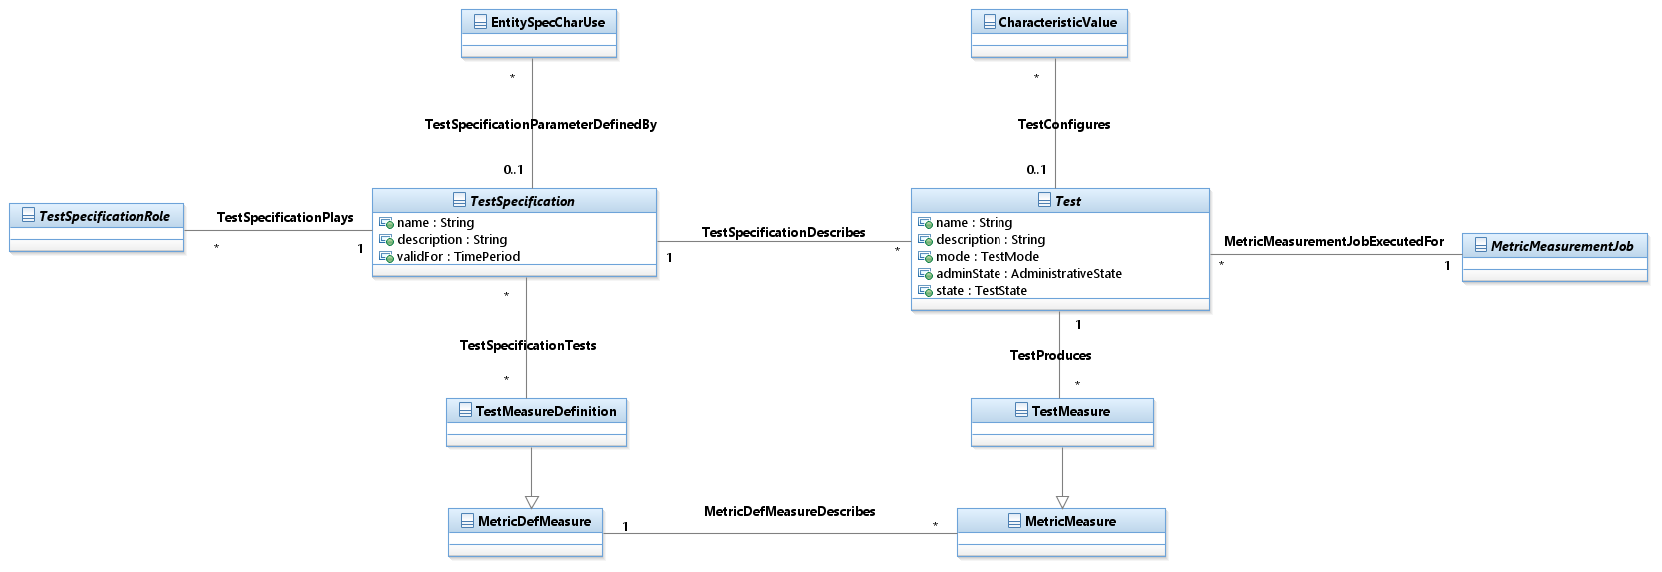 EntitySpecCharUse
CharacteristicValue
*
*
TestSpecificationParameterDefinedBy
TestConfigures
0..1
0..1
TestSpecificationRole
TestSpecificationPlays
*
1
TestSpecification
name : String
description : String
validFor : TimePeriod
TestSpecificationDescribes
1
*
Test
name : String
description : String
mode : TestMode
adminState : AdministrativeState
state : TestState
MetricMeasurementJobExecutedFor
*
1
MetricMeasurementJob
*
TestSpecificationTests
*
1
TestProduces
*
TestMeasureDefinition
TestMeasure
MetricDefMeasure
1
MetricDefMeasureDescribes
*
MetricMeasure